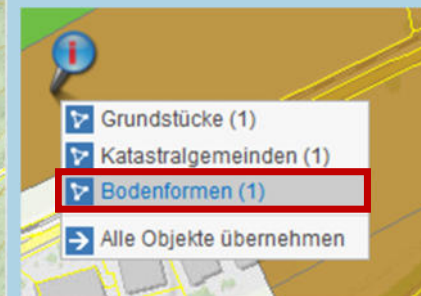 Grundstücke (1)
Katastralgemeinden (1)
Bodenformen (1)
Alle Objekte übernehmen